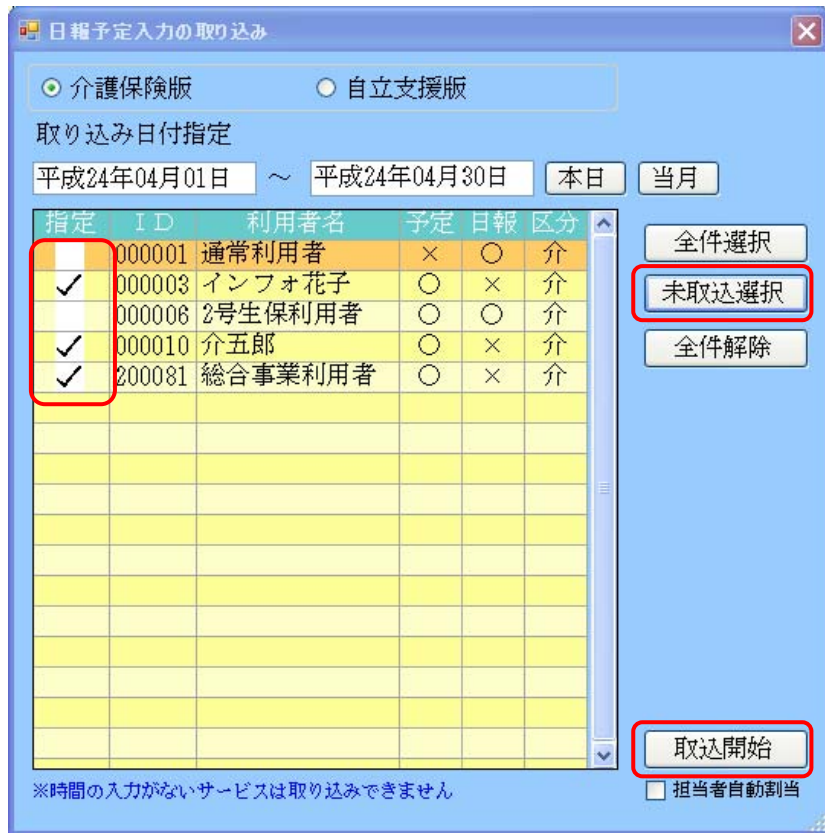 日報予定入力の取り込み
介護保険版 自立支援版
取り込み日付指定
平成24年04月01日 ～ 平成24年04月30日 本日 当月
指定 ID 利用者名 予定 日報 区分
000001 通常利用者 × ○ 介
✓ 000003 インフォ花子 ○ × 介
000006 2号生保利用者 ○ ○ 介
✓ 000010 介五郎 ○ × 介
✓ 200081 総合事業利用者 ○ × 介
全件選択
未取込選択
全件解除
取込開始
※時間の入力がないサービスは取り込みできません
担当者自動割当